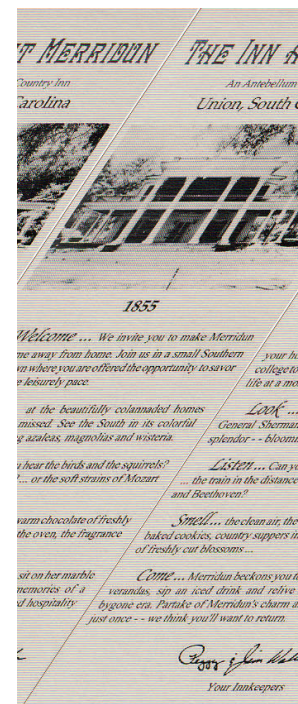 T MERRIDUN THE INN A
Country Inn An Antebellum
Carolina Union, South
1855
Welcome ... We invite you to make Merridun
me away from home. Join us in a small Southern your ho
wn where you are offered the opportunity to savor college to
e leisurely pace. life at a mo
at the beautifully colannaded homes Look ...
missed. See the South in its colorful General Sherman
g azaleas, magnolias and wisteria. splendor - - bloomi
hear the birds and the squirrels? Listen ... Can yo
... or the soft strains of Mozart ... the train in the distance
and Beethoven?
warm chocolate of freshly Smell ... the clean air, the
the oven, the fragrance baked cookies, country suppers in
of freshly cut blossoms ...
sit on her marble Come ... Merridun beckons you t
memories of a verandas, sip an iced drink and relive
d hospitality bygone era. Partake of Merridun's charm a
just once - - we think you'll want to return.
Peggy & Jim Wal
Your Innkeepers